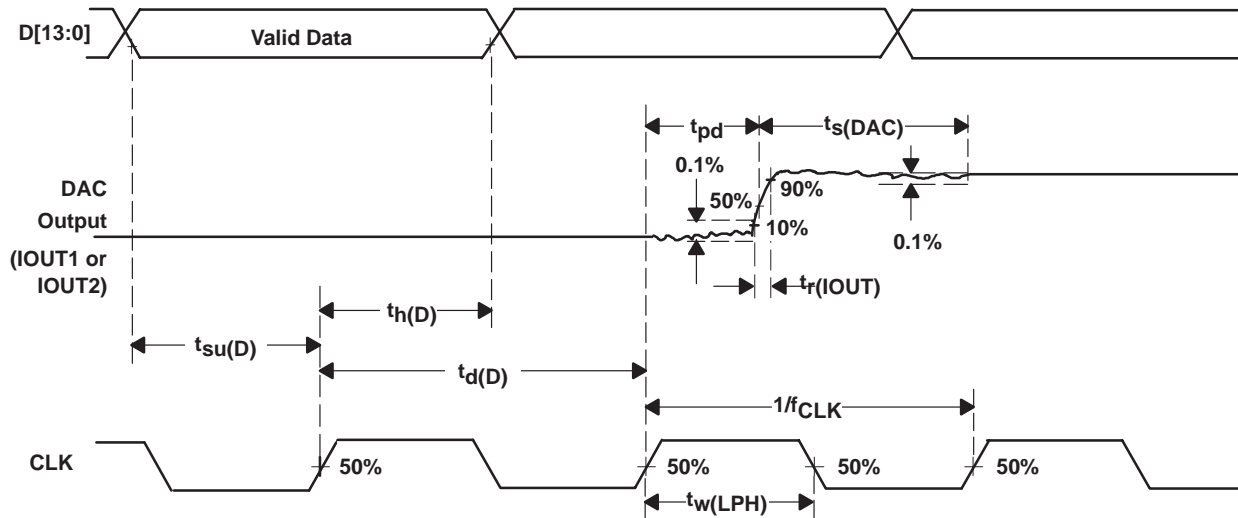 D[13:0]
Valid Data
tpd
ts(DAC)
0.1%
DAC
Output
(IOUT1 or
IOUT2)
50%
90%
10%
0.1%
tr(IOUT)
th(D)
tsu(D)
td(D)
1/fCLK
CLK
50%
50%
50%
50%
tw(LPH)